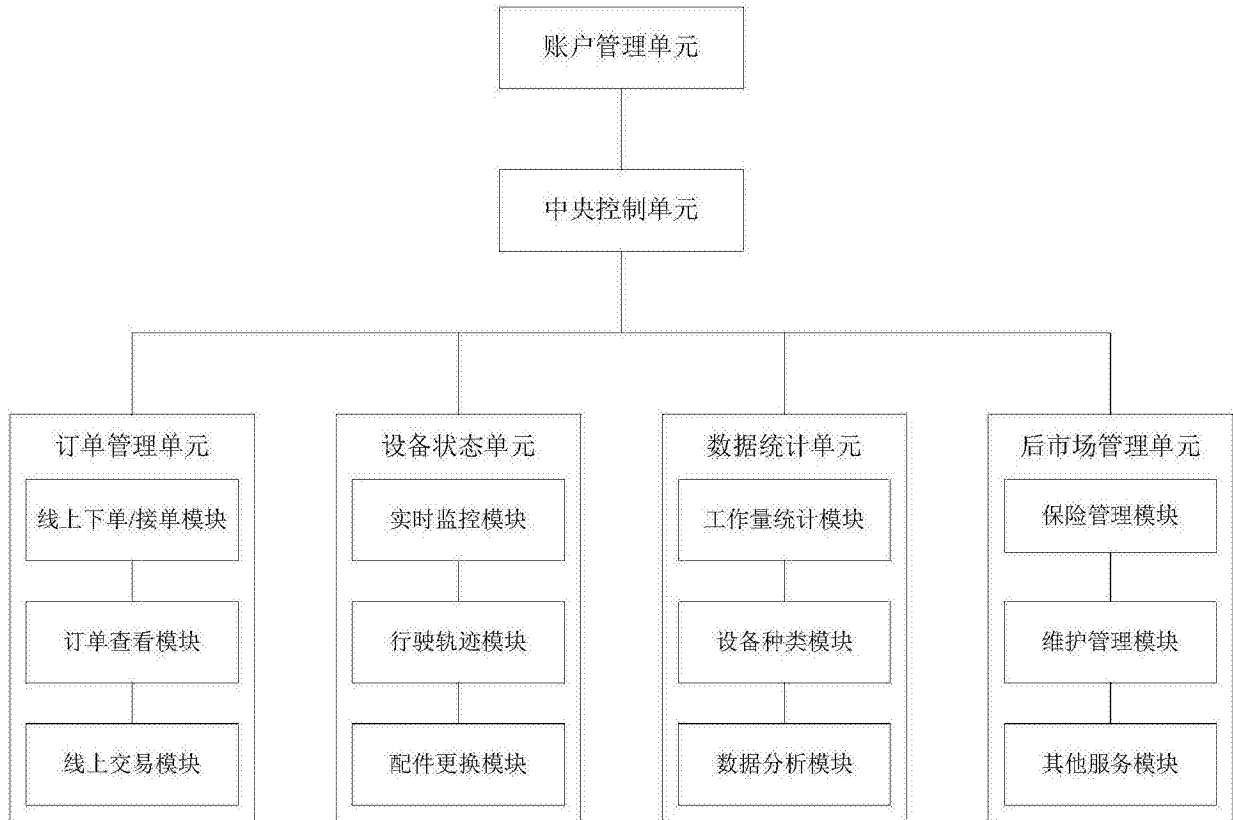 账户管理单元
中央控制单元
订单管理单元
线上下单/接单模块
订单查看模块
线上交易模块
设备状态单元
实时监控模块
行驶轨迹模块
配件更换模块
数据统计单元
工作量统计模块
设备种类模块
数据分析模块
后市场管理单元
保险管理模块
维护管理模块
其他服务模块